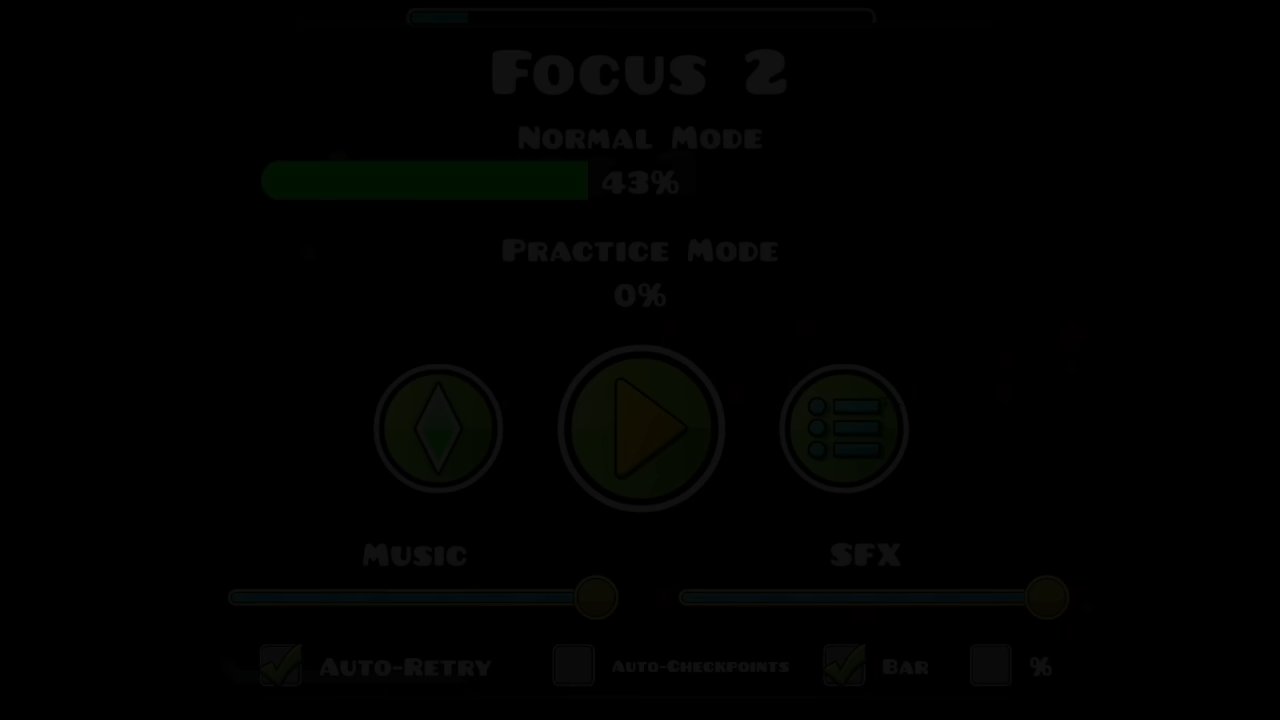 Focus 2
Normal Mode
43%
Practice Mode
0%
Music SFX
Auto-Retry Auto-Checkpoints Bar %